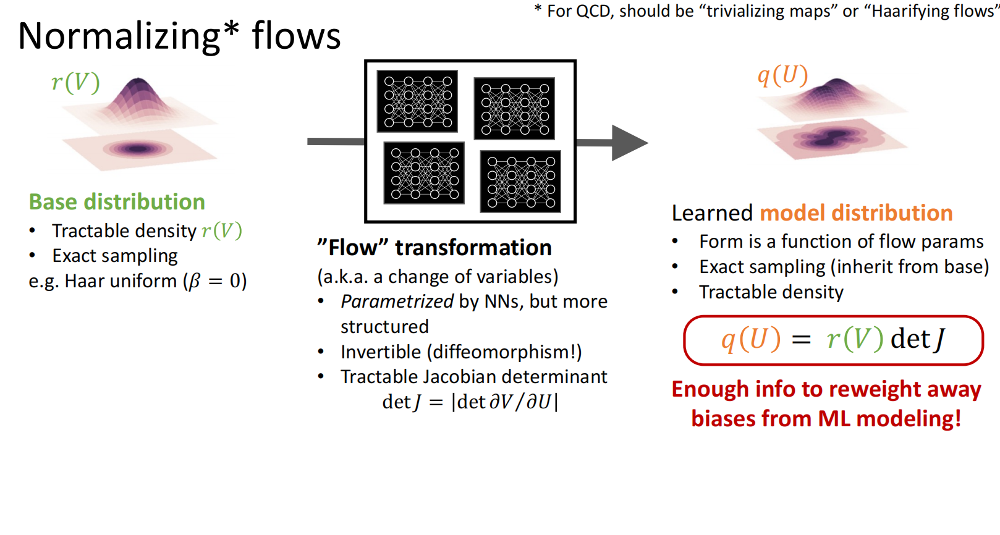 * For QCD, should be “trivializing maps” or “Haarifying flows”
Normalizing* flows
r(V)
Base distribution
• Tractable density r(V)
• Exact sampling
e.g. Haar uniform (β = 0)
”Flow” transformation
(a.k.a. a change of variables)
• Parametrized by NNs, but more
structured
• Invertible (diffeomorphism!)
• Tractable Jacobian determinant
det J = |det ∂V/∂U|
q(U)
Learned model distribution
• Form is a function of flow params
• Exact sampling (inherit from base)
• Tractable density
q(U) = r(V) det J
Enough info to reweight away
biases from ML modeling!